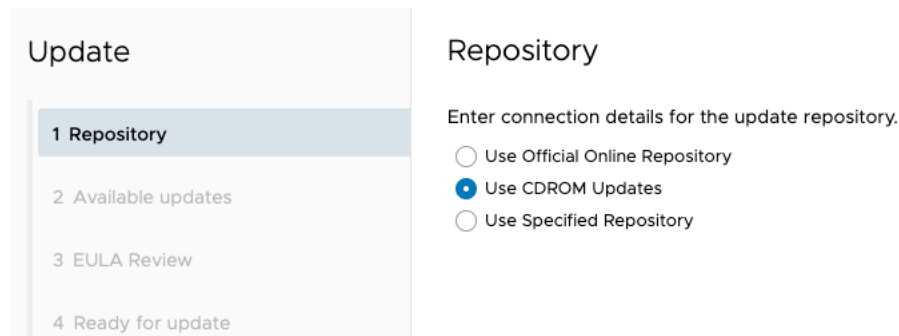 Update
1 Repository
2 Available updates
3 EULA Review
4 Ready for update
Repository
Enter connection details for the update repository.
Use Official Online Repository
Use CDROM Updates
Use Specified Repository